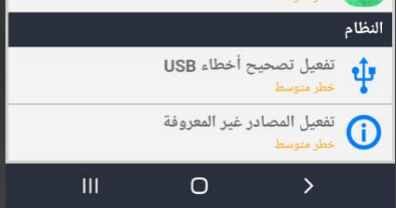 النظام
تفعيل تصحيح أخطاء USB
خطر متوسط
تفعيل المصادر غير المعروفة
خطر متوسط